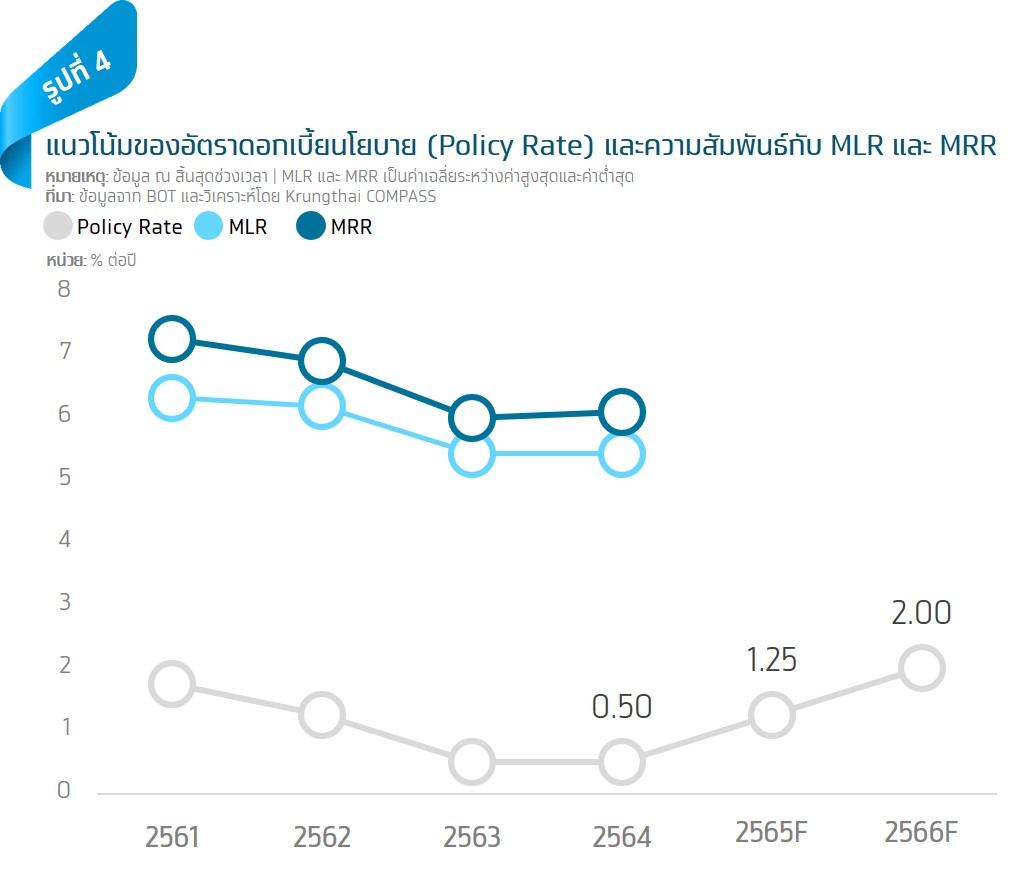 รูปที่ 4
แนวโน้มของอัตราดอกเบี้ยนโยบาย (Policy Rate) และความสัมพันธ์กับ MLR และ MRR
หมายเหตุ: ข้อมูล ณ สิ้นสุดช่วงเวลา | MLR และ MRR เป็นค่าเฉลี่ยระหว่างค่าสูงสุดและค่าต่ำสุด
ที่มา: ข้อมูลจาก BOT และวิเคราะห์โดย Krungthai COMPASS
Policy Rate MLR MRR
หน่วย: % ต่อปี
8
7
6
5
4
3
2
1
0
0.50
1.25
2.00
2561 2562 2563 2564 2565F 2566F